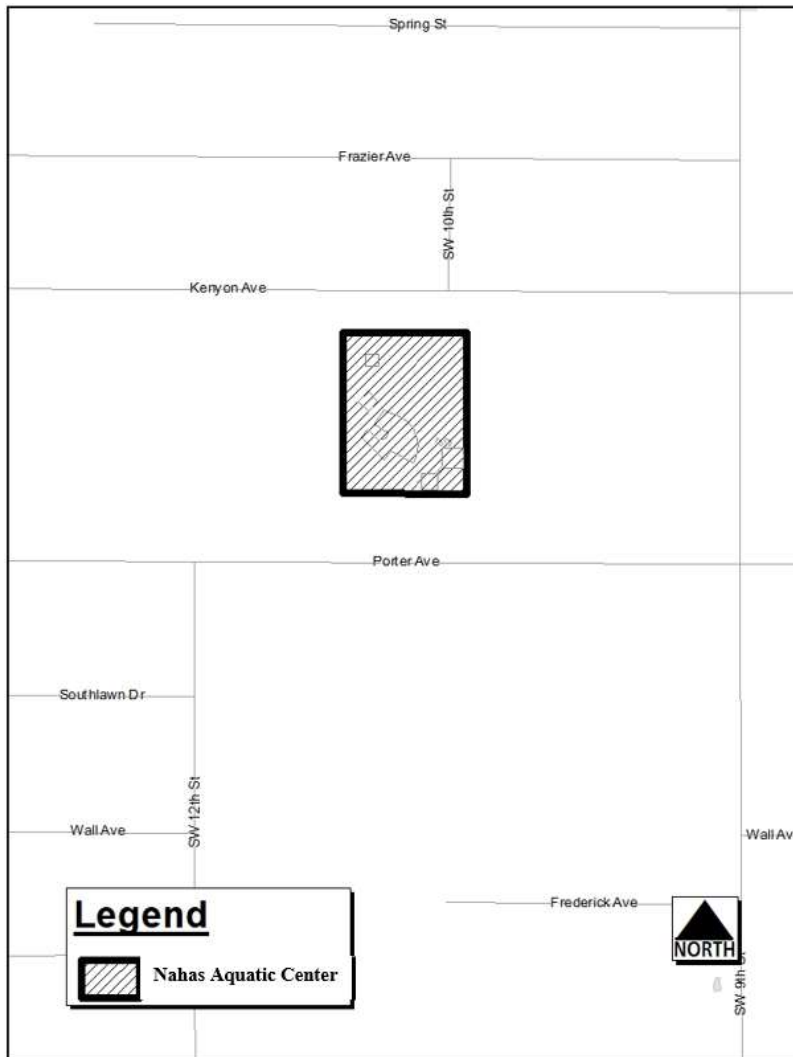 Spring St
Frazier Ave
SW 10th St
Kenyon Ave
Porter Ave
Southlawn Dr
SW 12th St
Wall Ave
Wall Av
Frederick Ave
Legend
NORTH
Nahas Aquatic Center
SW 9th St